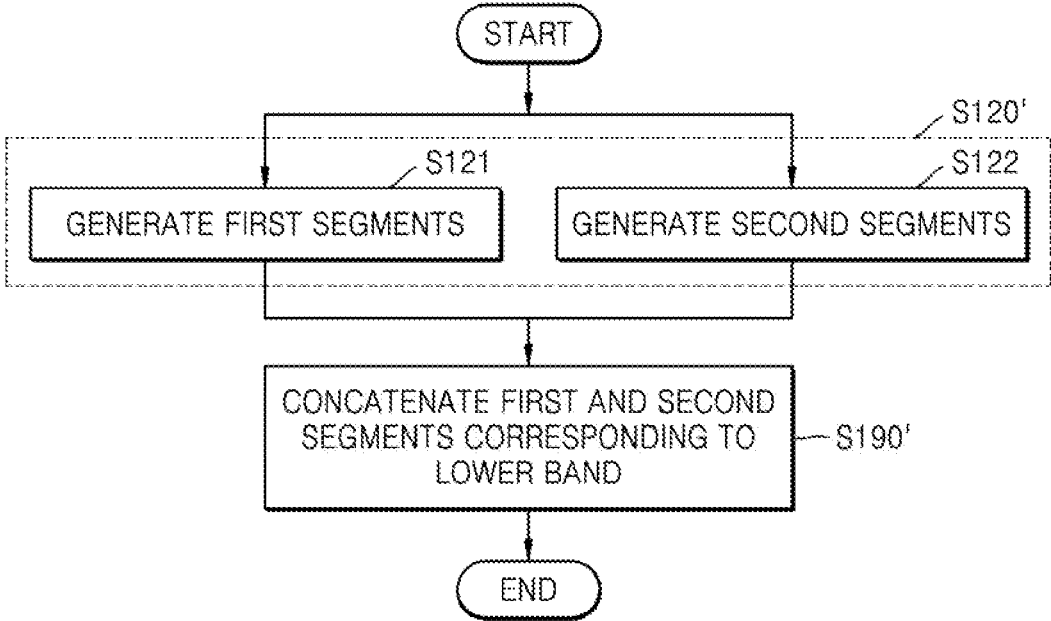 START
S120'
S121
S122
GENERATE FIRST SEGMENTS
GENERATE SECOND SEGMENTS
CONCATENATE FIRST AND SECOND
SEGMENTS CORRESPONDING TO
LOWER BAND
S190'
END